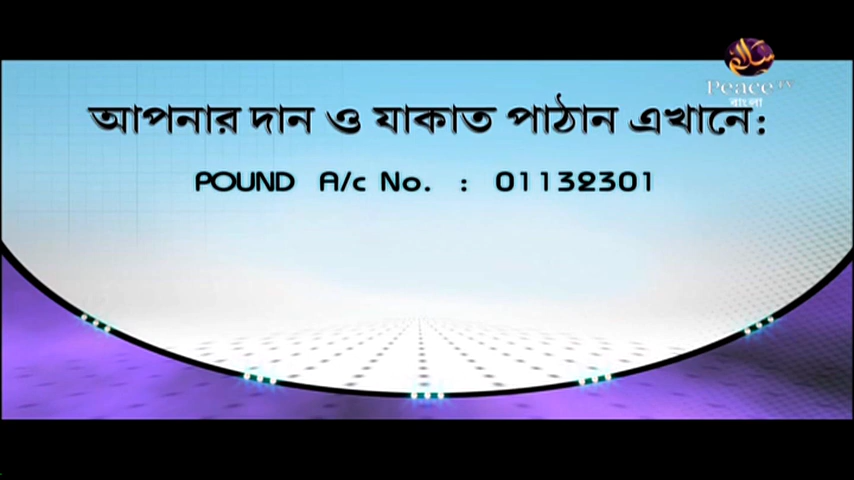 Peace TV
বাংলা
আপনার দান ও যাকাত পাঠান এখানে:
POUND A/c No. : 01132301